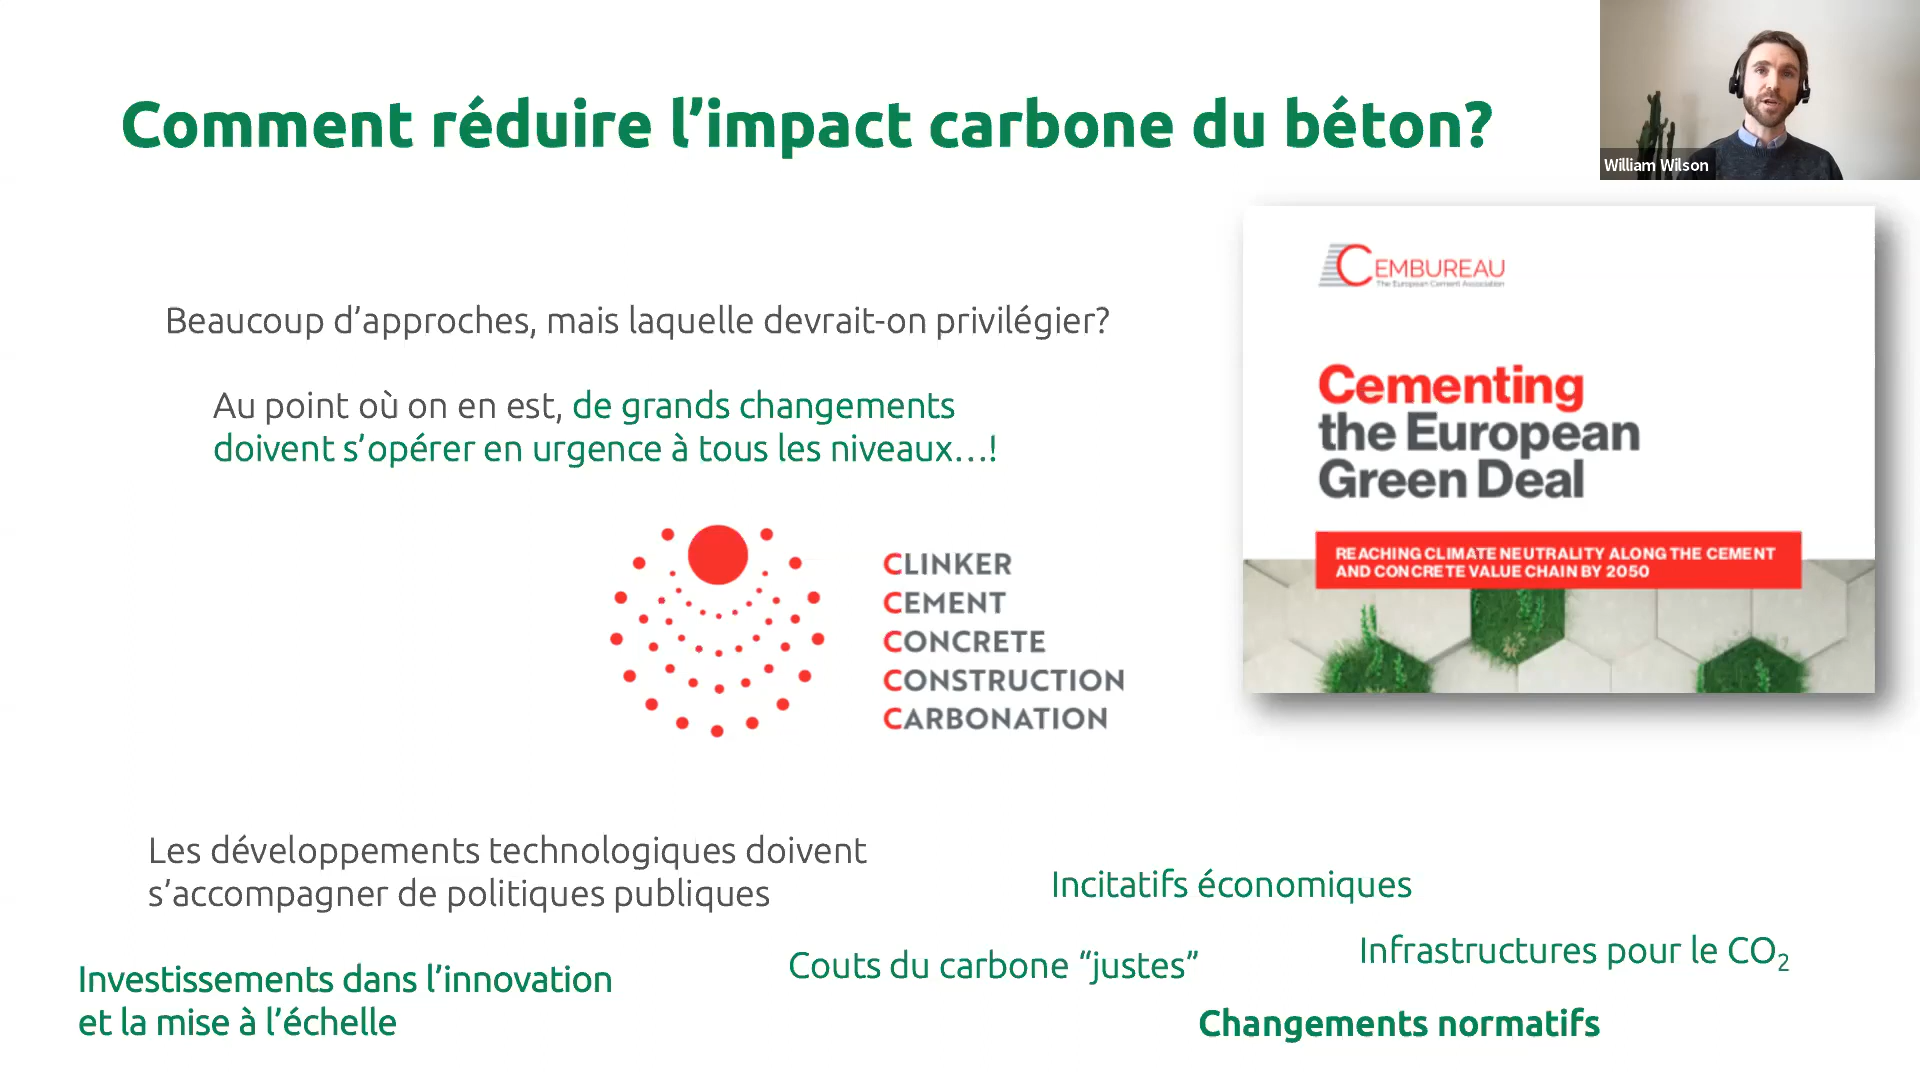 Comment réduire l’impact carbone du béton?
William Wilson
Beaucoup d’approches, mais laquelle devrait-on privilégier?
Au point où on en est, de grands changements
doivent s’opérer en urgence à tous les niveaux…!
CEMBUREAU
The European Cement Association
Cementing
the European
Green Deal
REACHING CLIMATE NEUTRALITY ALONG THE CEMENT
AND CONCRETE VALUE CHAIN BY 2050
CLINKER
CEMENT
CONCRETE
CONSTRUCTION
CARBONATION
Les développements technologiques doivent
s’accompagner de politiques publiques
Incitatifs économiques
Infrastructures pour le CO₂
Couts du carbone “justes”
Investissements dans l’innovation
et la mise à l’échelle
Changements normatifs